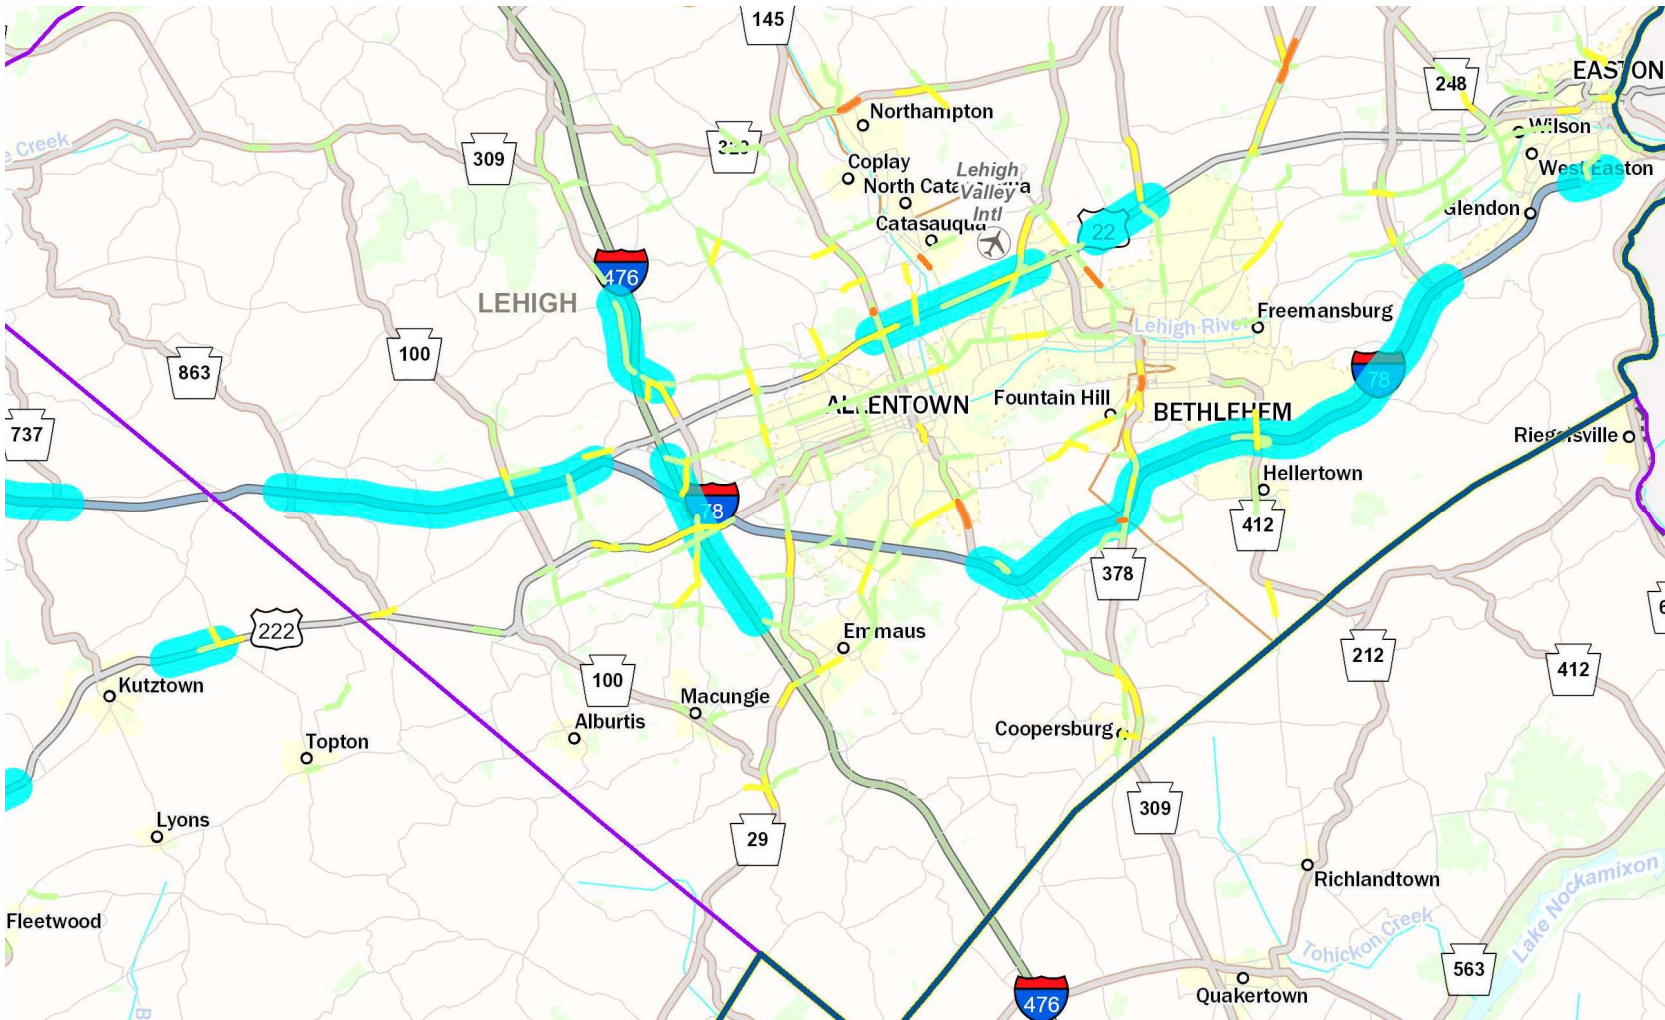 145
EASTON
248
Northampton
Wilson
e Creek
309
Coplay
Lehigh
Valley
Intl
West Easton
Catasauqua
Glendon
22
476
LEHIGH
Freemansburg
Lehigh River
100
863
78
Fountain Hill
ALLENTOWN
BETHLEHEM
737
Riegelsville
Hellertown
78
412
378
222
Emmaus
212
412
100
Kutztown
Macungie
Alburtis
Coopersburg
Topton
309
Lyons
29
Richlandtown
Lake Nockamixon
Fleetwood
Tohickon Creek
563
476
Quakertown
B